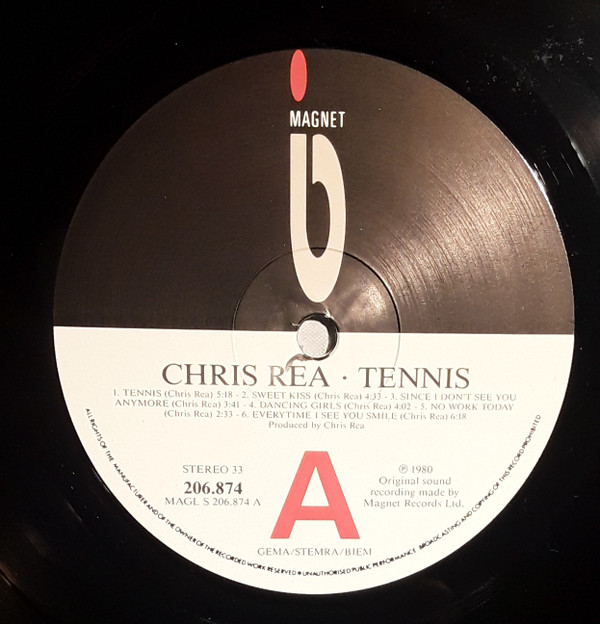 MAGNET
CHRIS REA · TENNIS
1. TENNIS (Chris Rea) 5:18 - 2. SWEET KISS (Chris Rea) 4:33 - 3. SINCE I DON'T SEE YOU
ANYMORE (Chris Rea) 3:41 - 4. DANCING GIRLS (Chris Rea) 4:02 - 5. NO WORK TODAY
(Chris Rea) 2:33 - 6. EVERYTIME I SEE YOU SMILE (Chris Rea) 6:18
Produced by Chris Rea
STEREO 33
206.874
MAGL S 206.874 A
A
℗ 1980
Original sound
recording made by
Magnet Records Ltd.
GEMA/STEMRA/BIEM
ALL RIGHTS OF THE MANUFACTURER AND OF THE OWNER OF THE RECORDED WORK RESERVED ● UNAUTHORISED PUBLIC PERFORMANCE BROADCASTING AND COPYING OF THIS RECORD PROHIBITED